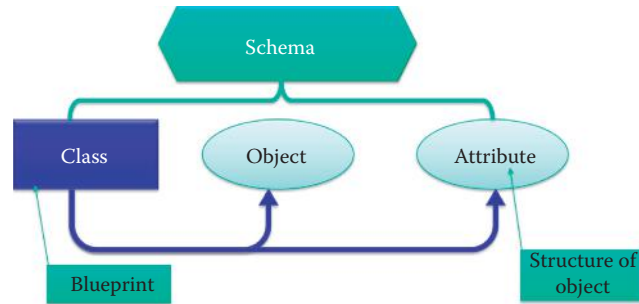 Schema
Class
Object
Attribute
Blueprint
Structure of
object